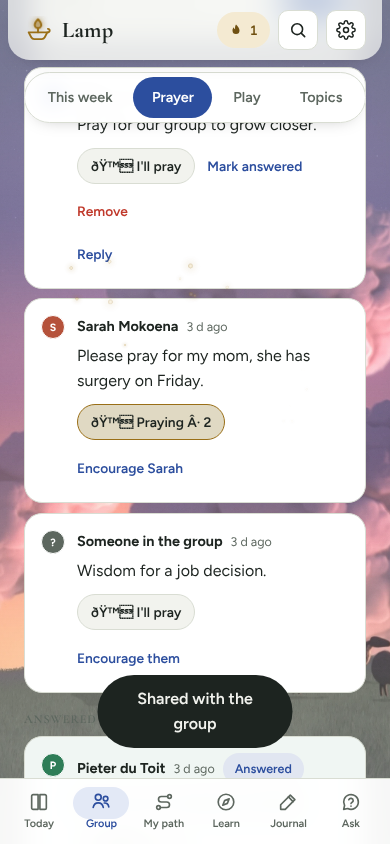 Lamp
1
This week
Prayer
Play
Topics
Pray for our group to grow closer.
I'll pray
Mark answered
Remove
Reply
S
Sarah Mokoena 3 d ago
Please pray for my mom, she has
surgery on Friday.
Praying Â· 2
Encourage Sarah
?
Someone in the group 3 d ago
Wisdom for a job decision.
I'll pray
Encourage them
Shared with the
group
ANSWERED
P
Pieter du Toit 3 d ago Answered
Today
Group
My path
Learn
Journal
Ask